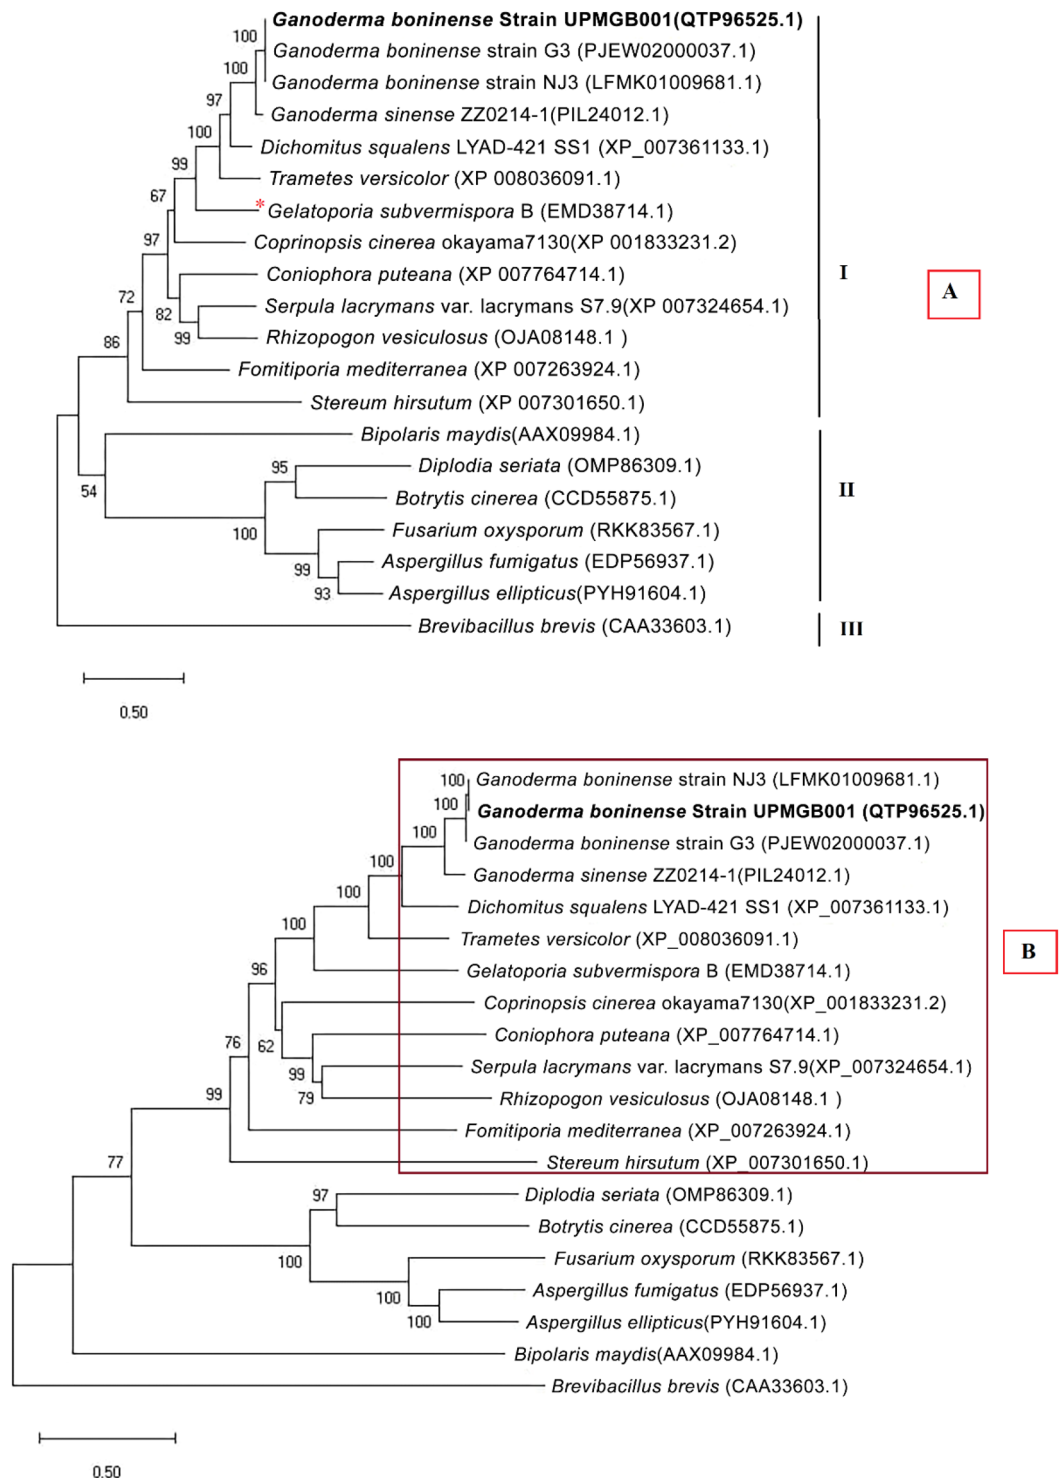 Ganoderma boninense Strain UPMGB001(QTP96525.1)
100
Ganoderma boninense strain G3 (PJEW02000037.1)
100
Ganoderma boninense strain NJ3 (LFMK01009681.1)
97
Ganoderma sinense ZZ0214-1(PIL24012.1)
100
Dichomitus squalens LYAD-421 SS1 (XP_007361133.1)
99
Trametes versicolor (XP 008036091.1)
67
*Gelatoporia subvermispora B (EMD38714.1)
97
Coprinopsis cinerea okayama7130(XP 001833231.2)
Coniophora puteana (XP 007764714.1)
I
A
72
82
Serpula lacrymans var. lacrymans S7.9(XP 007324654.1)
99
Rhizopogon vesiculosus (OJA08148.1 )
86
Fomitiporia mediterranea (XP 007263924.1)
Stereum hirsutum (XP 007301650.1)
Bipolaris maydis(AAX09984.1)
95
Diplodia seriata (OMP86309.1)
54
II
Botrytis cinerea (CCD55875.1)
100
Fusarium oxysporum (RKK83567.1)
99
Aspergillus fumigatus (EDP56937.1)
93
Aspergillus ellipticus(PYH91604.1)
Brevibacillus brevis (CAA33603.1)
III
0.50
100
Ganoderma boninense strain NJ3 (LFMK01009681.1)
100
Ganoderma boninense Strain UPMGB001 (QTP96525.1)
100
Ganoderma boninense strain G3 (PJEW02000037.1)
100
Ganoderma sinense ZZ0214-1(PIL24012.1)
100
Dichomitus squalens LYAD-421 SS1 (XP_007361133.1)
100
Trametes versicolor (XP_008036091.1)
B
96
Gelatoporia subvermispora B (EMD38714.1)
Coprinopsis cinerea okayama7130(XP_001833231.2)
76
62
Coniophora puteana (XP_007764714.1)
99
Serpula lacrymans var. lacrymans S7.9(XP_007324654.1)
99
79
Rhizopogon vesiculosus (OJA08148.1 )
Fomitiporia mediterranea (XP_007263924.1)
77
Stereum hirsutum (XP_007301650.1)
97
Diplodia seriata (OMP86309.1)
Botrytis cinerea (CCD55875.1)
100
Fusarium oxysporum (RKK83567.1)
100
Aspergillus fumigatus (EDP56937.1)
100
Aspergillus ellipticus(PYH91604.1)
Bipolaris maydis(AAX09984.1)
Brevibacillus brevis (CAA33603.1)
0.50